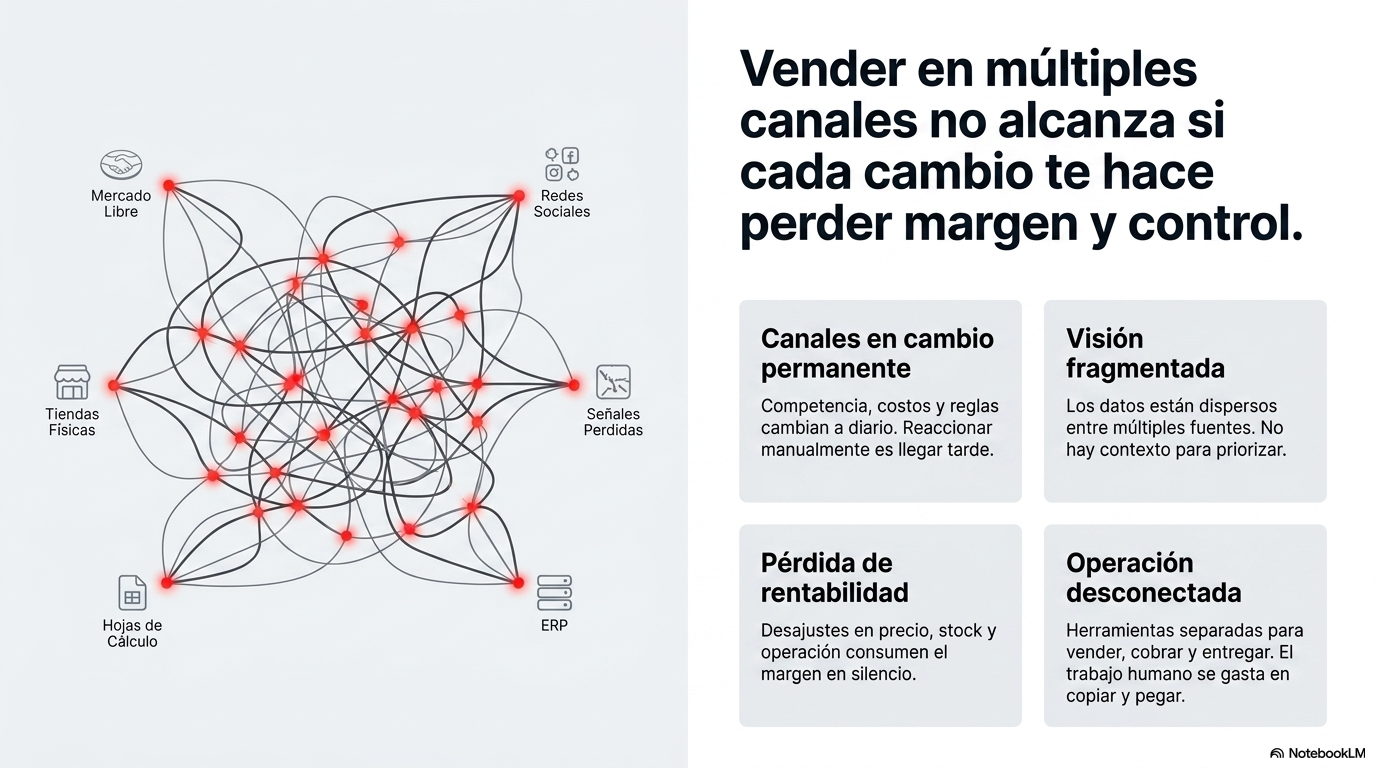 Vender en múltiples
canales no alcanza si
cada cambio te hace
perder margen y control.
Mercado
Libre
Redes
Sociales
Tiendas
Físicas
Señales
Perdidas
Hojas de
Cálculo
ERP
Canales en cambio
permanente
Competencia, costos y reglas
cambian a diario. Reaccionar
manualmente es llegar tarde.
Visión
fragmentada
Los datos están dispersos
entre múltiples fuentes. No
hay contexto para priorizar.
Pérdida de
rentabilidad
Desajustes en precio, stock y
operación consumen el
margen en silencio.
Operación
desconectada
Herramientas separadas para
vender, cobrar y entregar. El
trabajo humano se gasta en
copiar y pegar.
NotebookLM